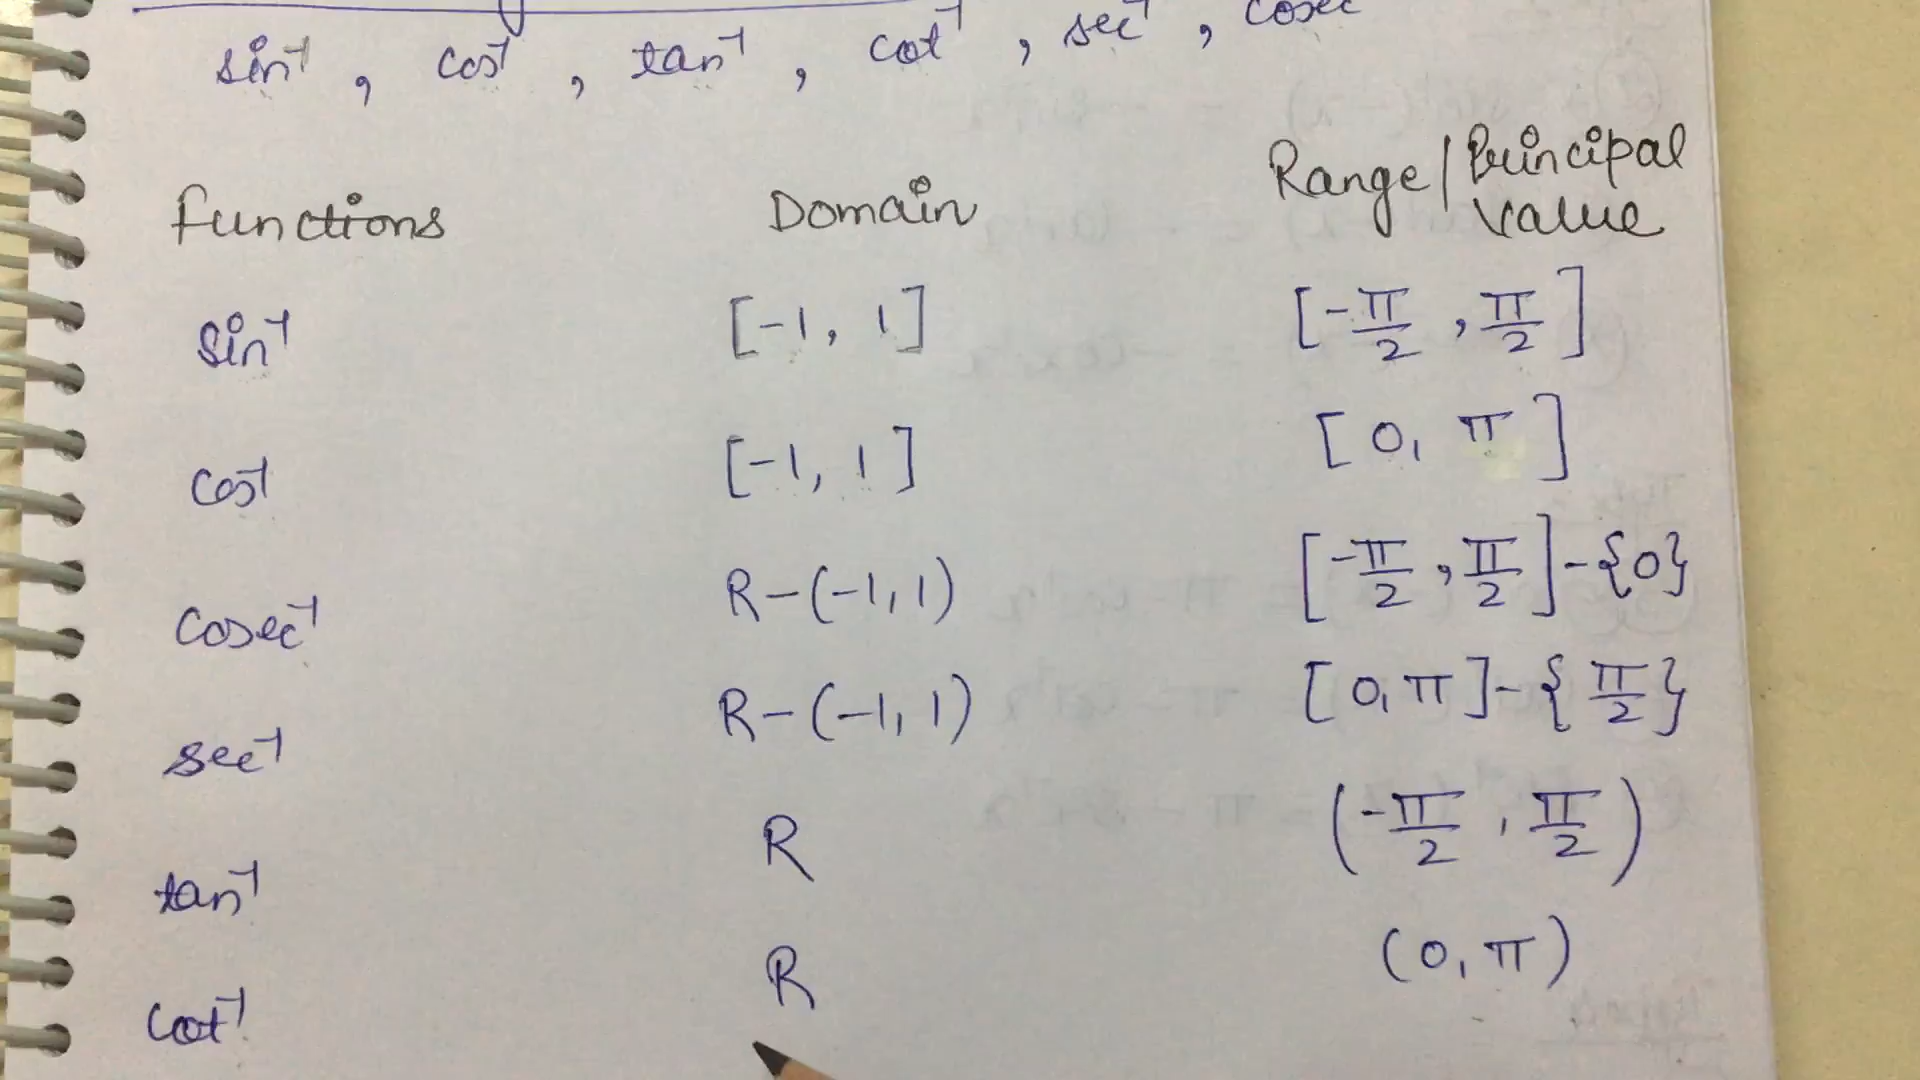 sin⁻¹, cos⁻¹, tan⁻¹, cot⁻¹, sec⁻¹, cosec
functions Domain Range/Principal value
sin⁻¹ [-1, 1] [-π/2, π/2]
cos⁻¹ [-1, 1] [0, π]
cosec⁻¹ R-(-1,1) [-π/2, π/2]-{0}
sec⁻¹ R-(-1,1) [0,π]-{π/2}
tan⁻¹ R (-π/2, π/2)
cot⁻¹ R (0, π)